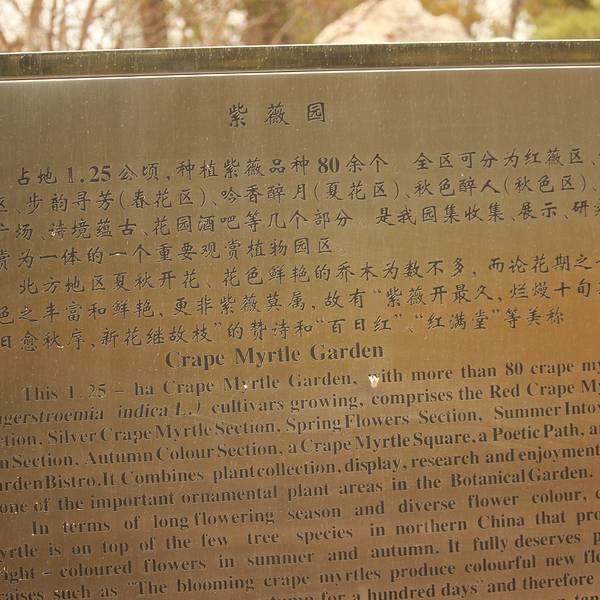 紫薇园
占地1.25公顷,种植紫薇品种80余个 全区可分为红薇区、
区、步韵寻芳(春花区)、吟香醉月(夏花区)、秋色醉人(秋色区)、
广场、诗境蕴古、花园酒吧等几个部分 是我园集收集、展示、研
赏为一体的一个重要观赏植物园区
北方地区夏秋开花、花色鲜艳的乔木为数不多,而论花期之
色之丰富和鲜艳,更非紫薇莫属,故有“紫薇开最久,烂熳十旬
日愈秋序,新花继故枝”的赞诗和“百日红”、“红满堂”等美称
Crape Myrtle Garden
This 1.25 - ha Crape Myrtle Garden, with more than 80 crape my
gerstroemia indica L.) cultivars growing, comprises the Red Crape My
tion, Silver Crape Myrtle Section, Spring Flowers Section, Summer Intox
n Section, Autumn Colour Section, a Crape Myrtle Square, a Poetic Path, a
arden Bistro. It Combines plant collection, display, research and enjoyment
one of the important ornamental plant areas in the Botanical Garden.
In terms of long flowering season and diverse flower colour, c
yrtle is on top of the few tree species in northern China that pro
right - coloured flowers in summer and autumn. It fully deserves p
raises such as "The blooming crape myrtles produce colourful new flo
tumn for a hundred days" and therefore